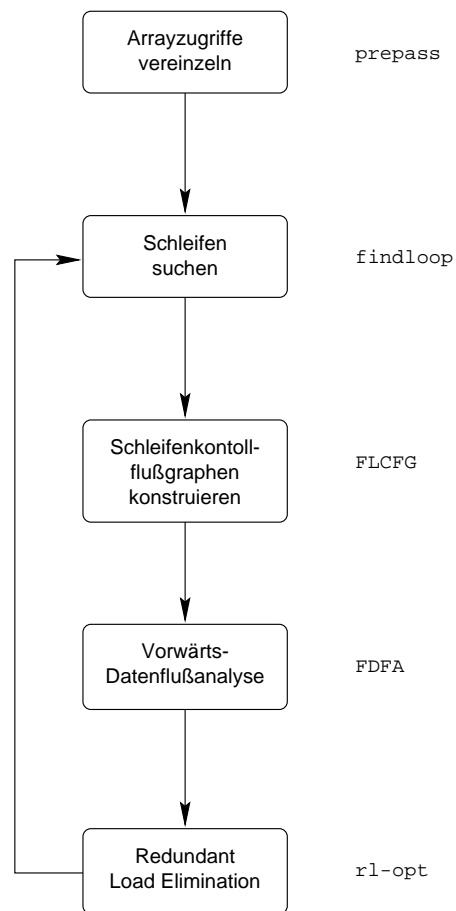 Arrayzugriffe
vereinzeln
prepass
Schleifen
suchen
findloop
Schleifenkontoll-
flußgraphen
konstruieren
FLCFG
Vorwärts-
Datenflußanalyse
FDFA
Redundant
Load Elimination
rl-opt